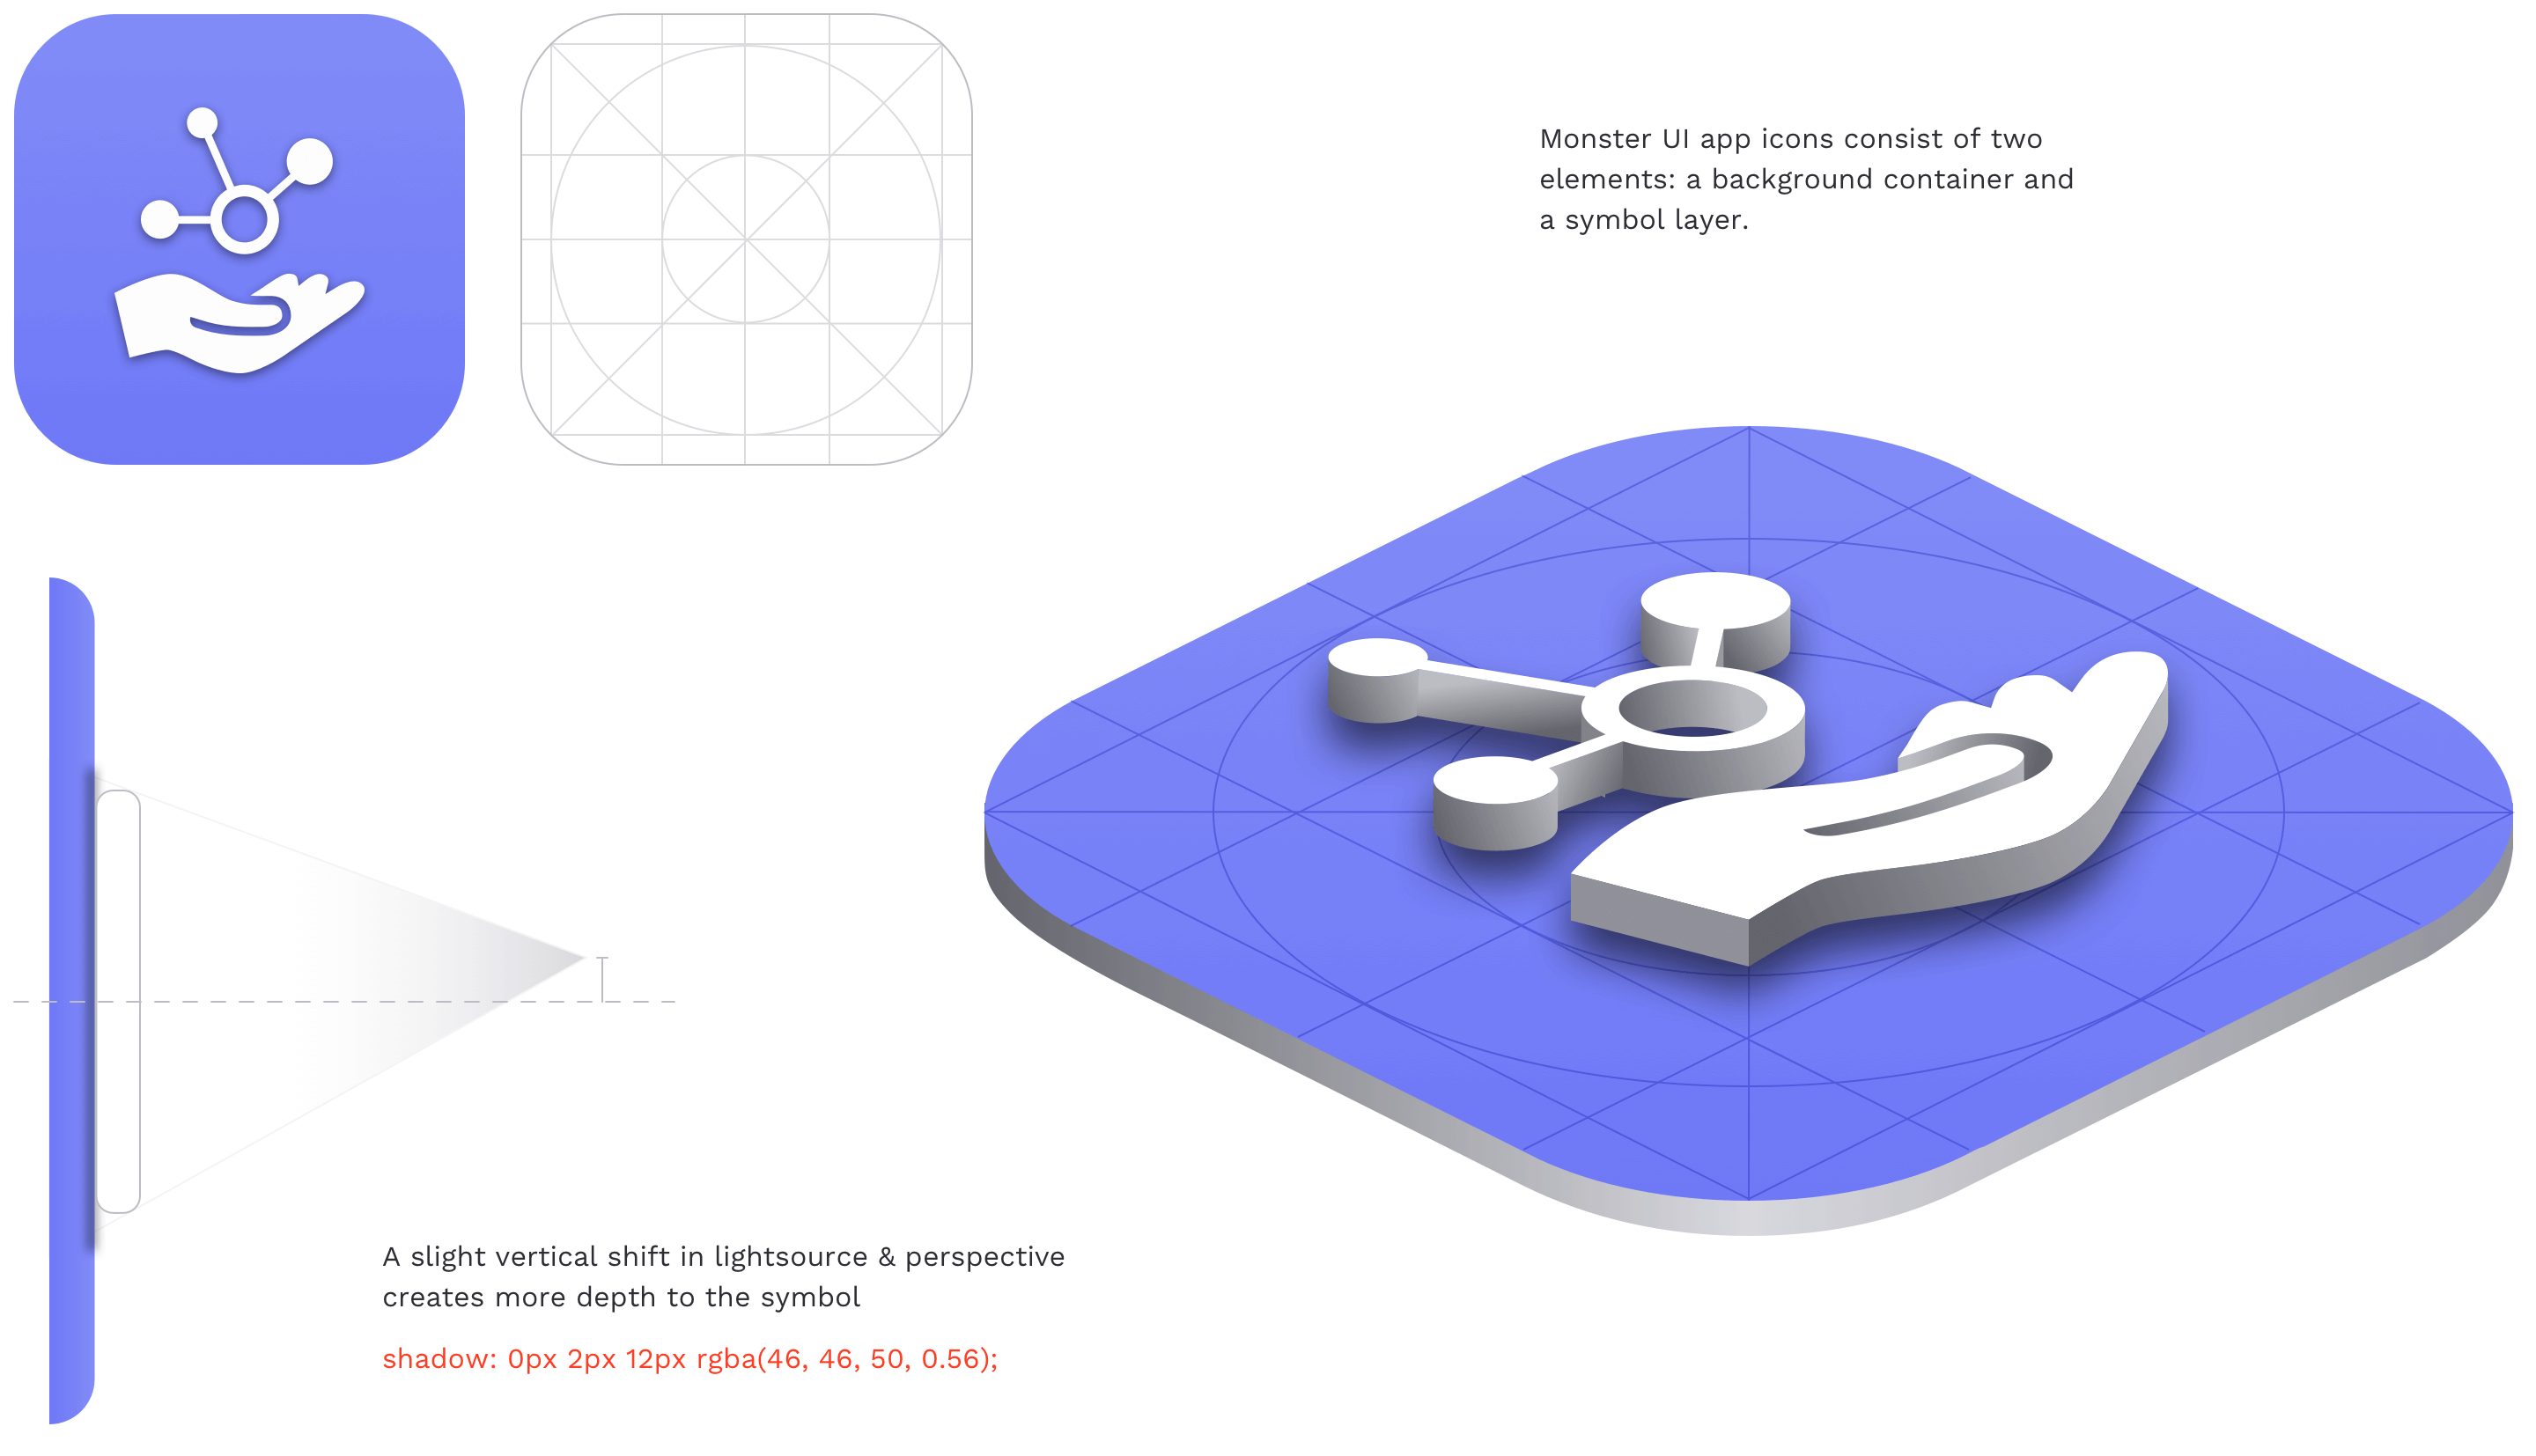 Monster UI app icons consist of two
elements: a background container and
a symbol layer.
A slight vertical shift in lightsource & perspective
creates more depth to the symbol
shadow: 0px 2px 12px rgba(46, 46, 50, 0.56);